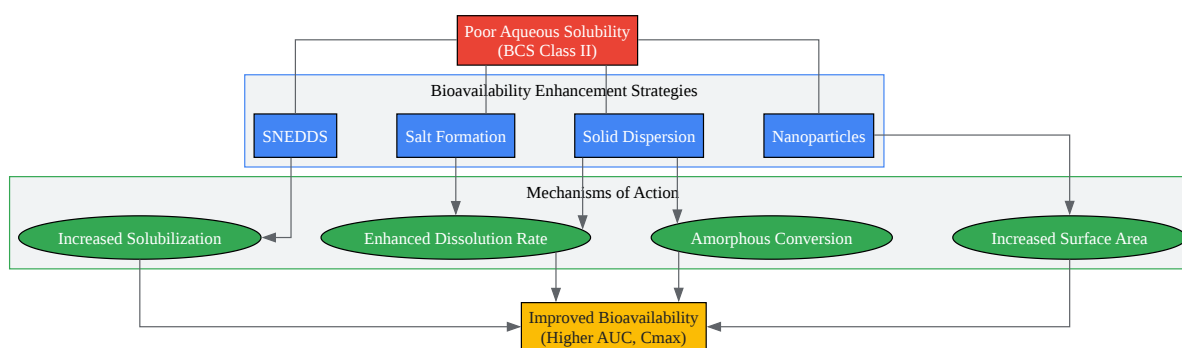 Poor Aqueous Solubility
(BCS Class II)
Bioavailability Enhancement Strategies
SNEDDS
Salt Formation
Solid Dispersion
Nanoparticles
Mechanisms of Action
Increased Solubilization
Enhanced Dissolution Rate
Amorphous Conversion
Increased Surface Area
Improved Bioavailability
(Higher AUC, Cmax)